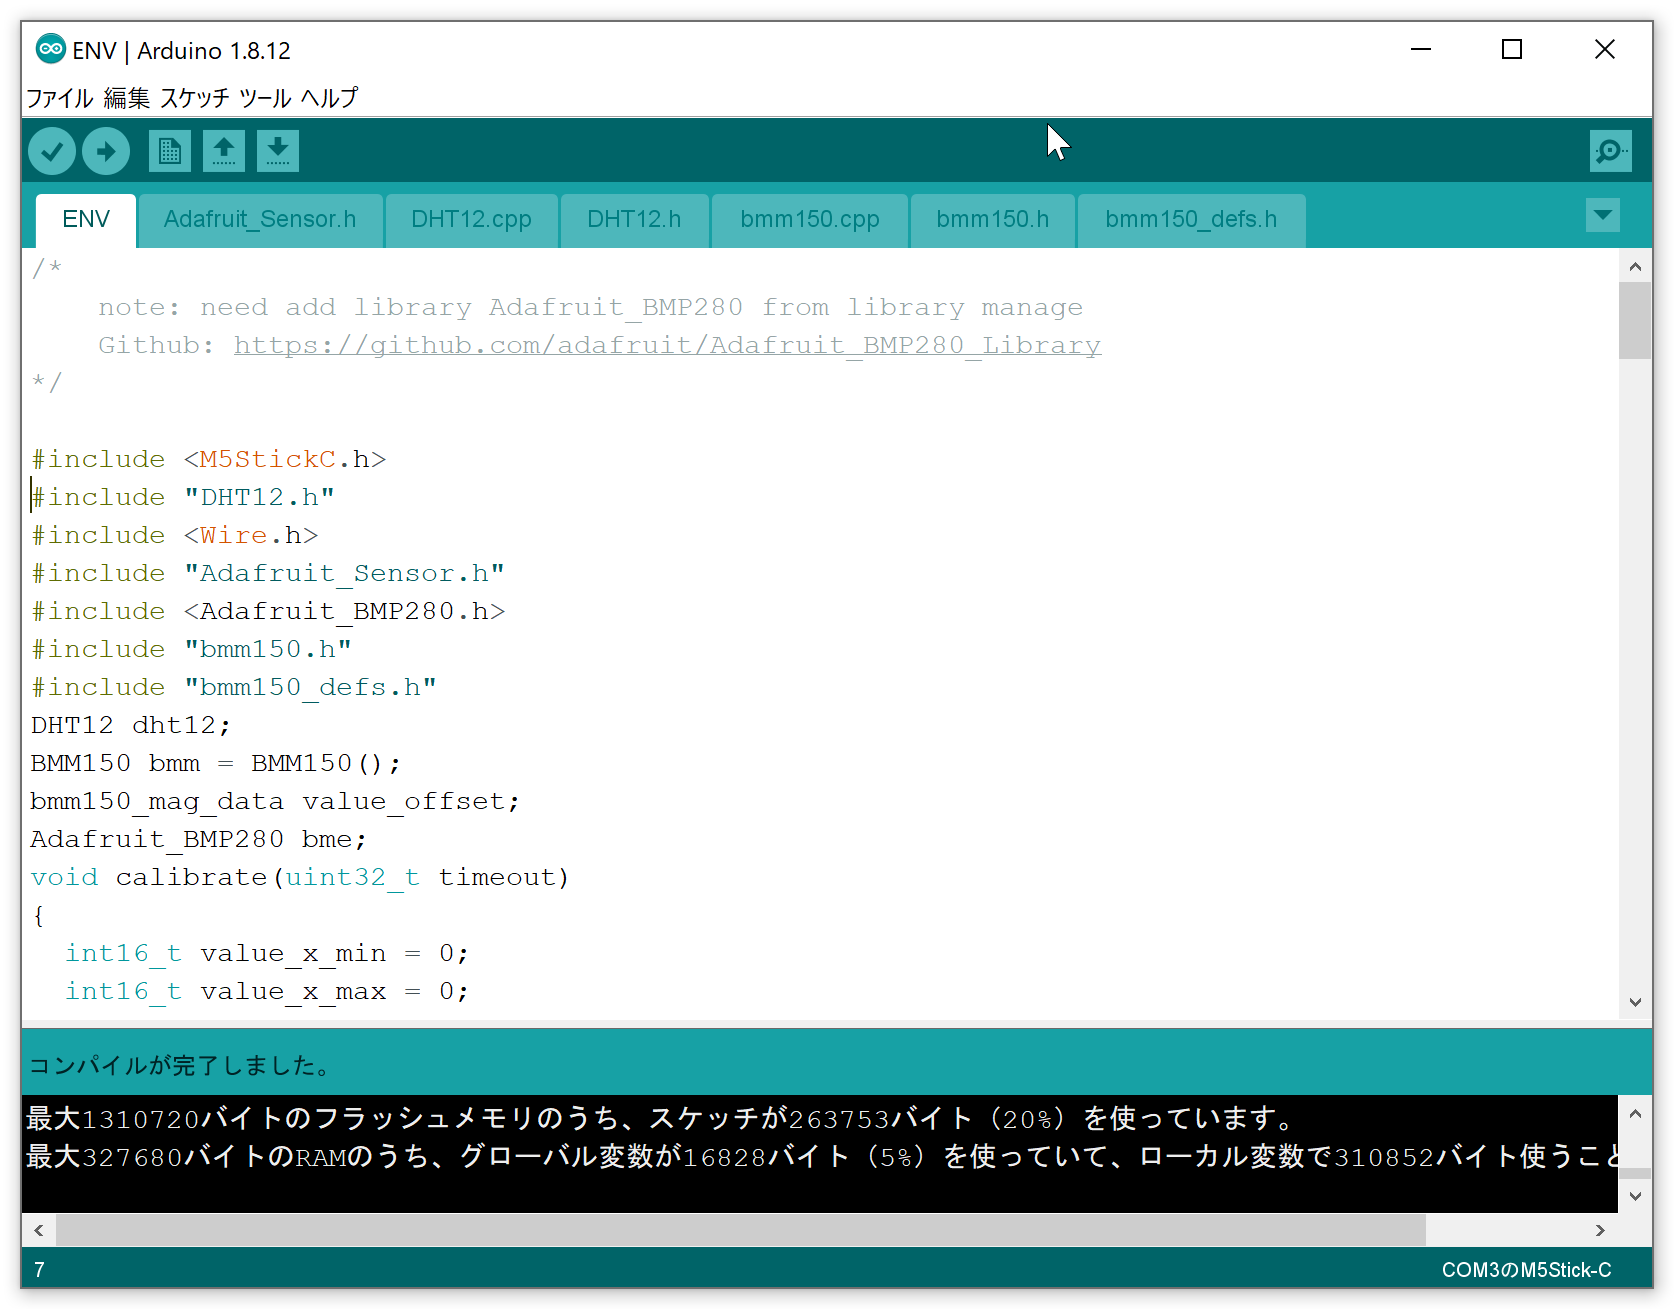 ENV | Arduino 1.8.12
ファイル 編集 スケッチ ツール ヘルプ
ENV Adafruit_Sensor.h DHT12.cpp DHT12.h bmm150.cpp bmm150.h bmm150_defs.h
/*
    note: need add library Adafruit_BMP280 from library manage
    Github: https://github.com/adafruit/Adafruit_BMP280_Library
*/
#include <M5StickC.h>
#include "DHT12.h"
#include <Wire.h>
#include "Adafruit_Sensor.h"
#include <Adafruit_BMP280.h>
#include "bmm150.h"
#include "bmm150_defs.h"
DHT12 dht12;
BMM150 bmm = BMM150();
bmm150_mag_data value_offset;
Adafruit_BMP280 bme;
void calibrate(uint32_t timeout)
{
  int16_t value_x_min = 0;
  int16_t value_x_max = 0;
コンパイルが完了しました。
最大1310720バイトのフラッシュメモリのうち、スケッチが263753バイト（20%）を使っています。
最大327680バイトのRAMのうち、グローバル変数が16828バイト（5%）を使っていて、ローカル変数で310852バイト使うこと
7 COM3のM5Stick-C